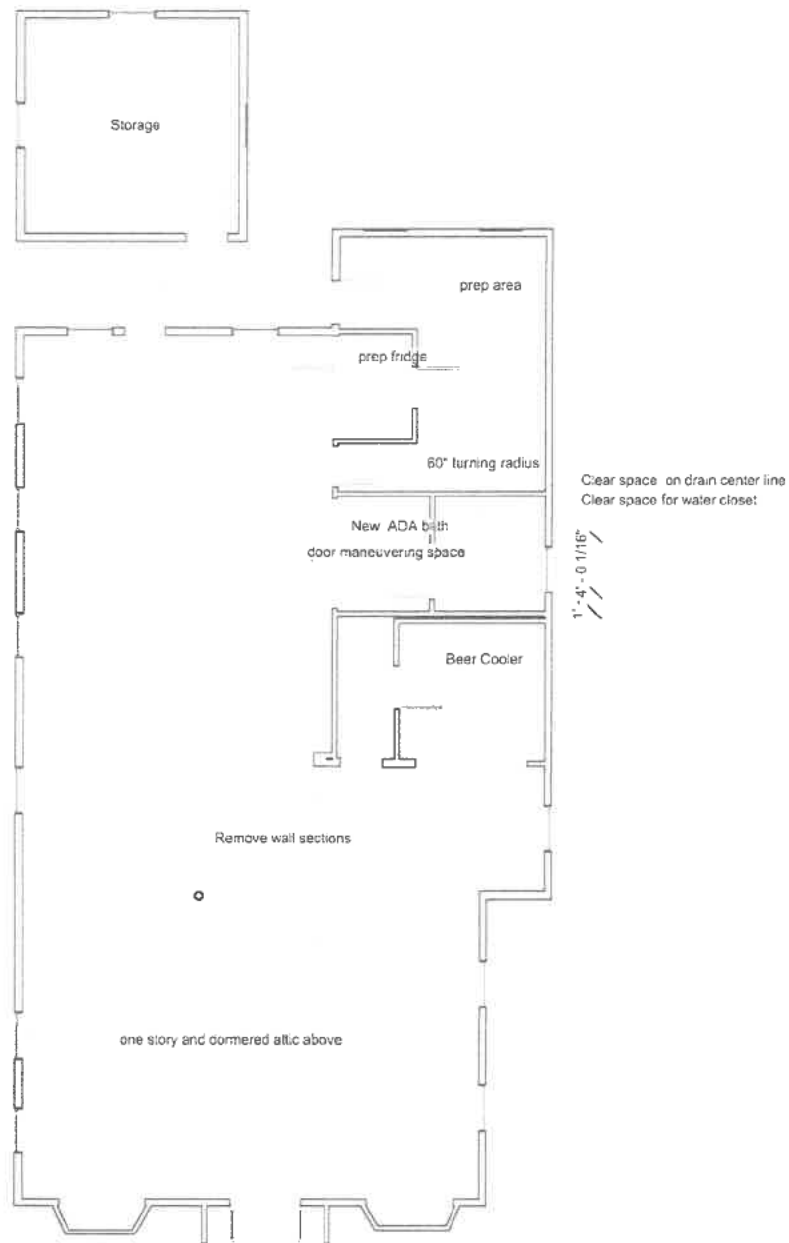 Storage
prep area
prep fridge
60" turning radius
Clear space on drain center line
Clear space for water closet
New ADA bath
door maneuvering space
1" - 4' - 0 1/16"
Beer Cooler
Remove wall sections
one story and dormered attic above